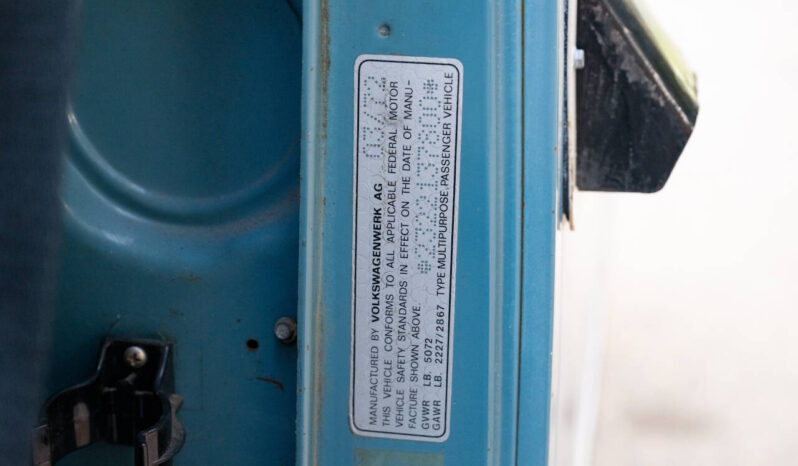 MANUFACTURED BY VOLKSWAGENWERK AG
THIS VEHICLE CONFORMS TO ALL APPLICABLE FEDERAL MOTOR
VEHICLE SAFETY STANDARDS IN EFFECT ON THE DATE OF MANU-
FACTURE SHOWN ABOVE.
GVWR LB. 5072
GAWR LB. 2227/2867 TYPE MULTIPURPOSE PASSENGER VEHICLE